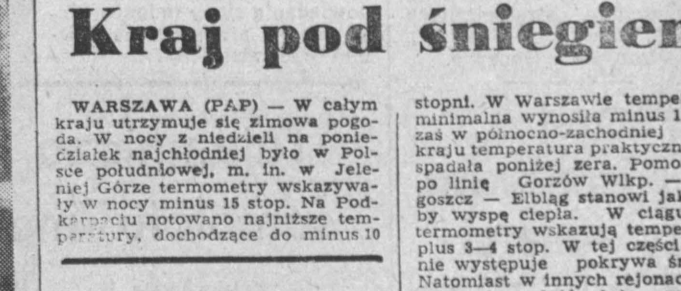 Kraj pod śniegiem
WARSZAWA (PAP) — W całym
kraju utrzymuje się zimowa pogo-
da. W nocy z niedzieli na ponie-
działek najchłodniej było w Pol-
sce południowej, m. in. w Jele-
niej Górze termometry wskazywa-
ły w nocy minus 15 stop. Na Pod-
karpaciu notowano najniższe tem-
peratury, dochodzące do minus 10
stopni. W Warszawie tempe
minimalna wynosiła minus 1
zaś w północno-zachodniej
kraju temperatura praktyczn
spadała poniżej zera. Pomo
po linię Gorzów Wlkp. —
goszcz — Elbląg stanowi jak
by wyspę ciepła. W ciągu
termometry wskazują tempe
plus 3—4 stop. W tej części
nie występuje pokrywa śn
Natomiast w innych rejonac